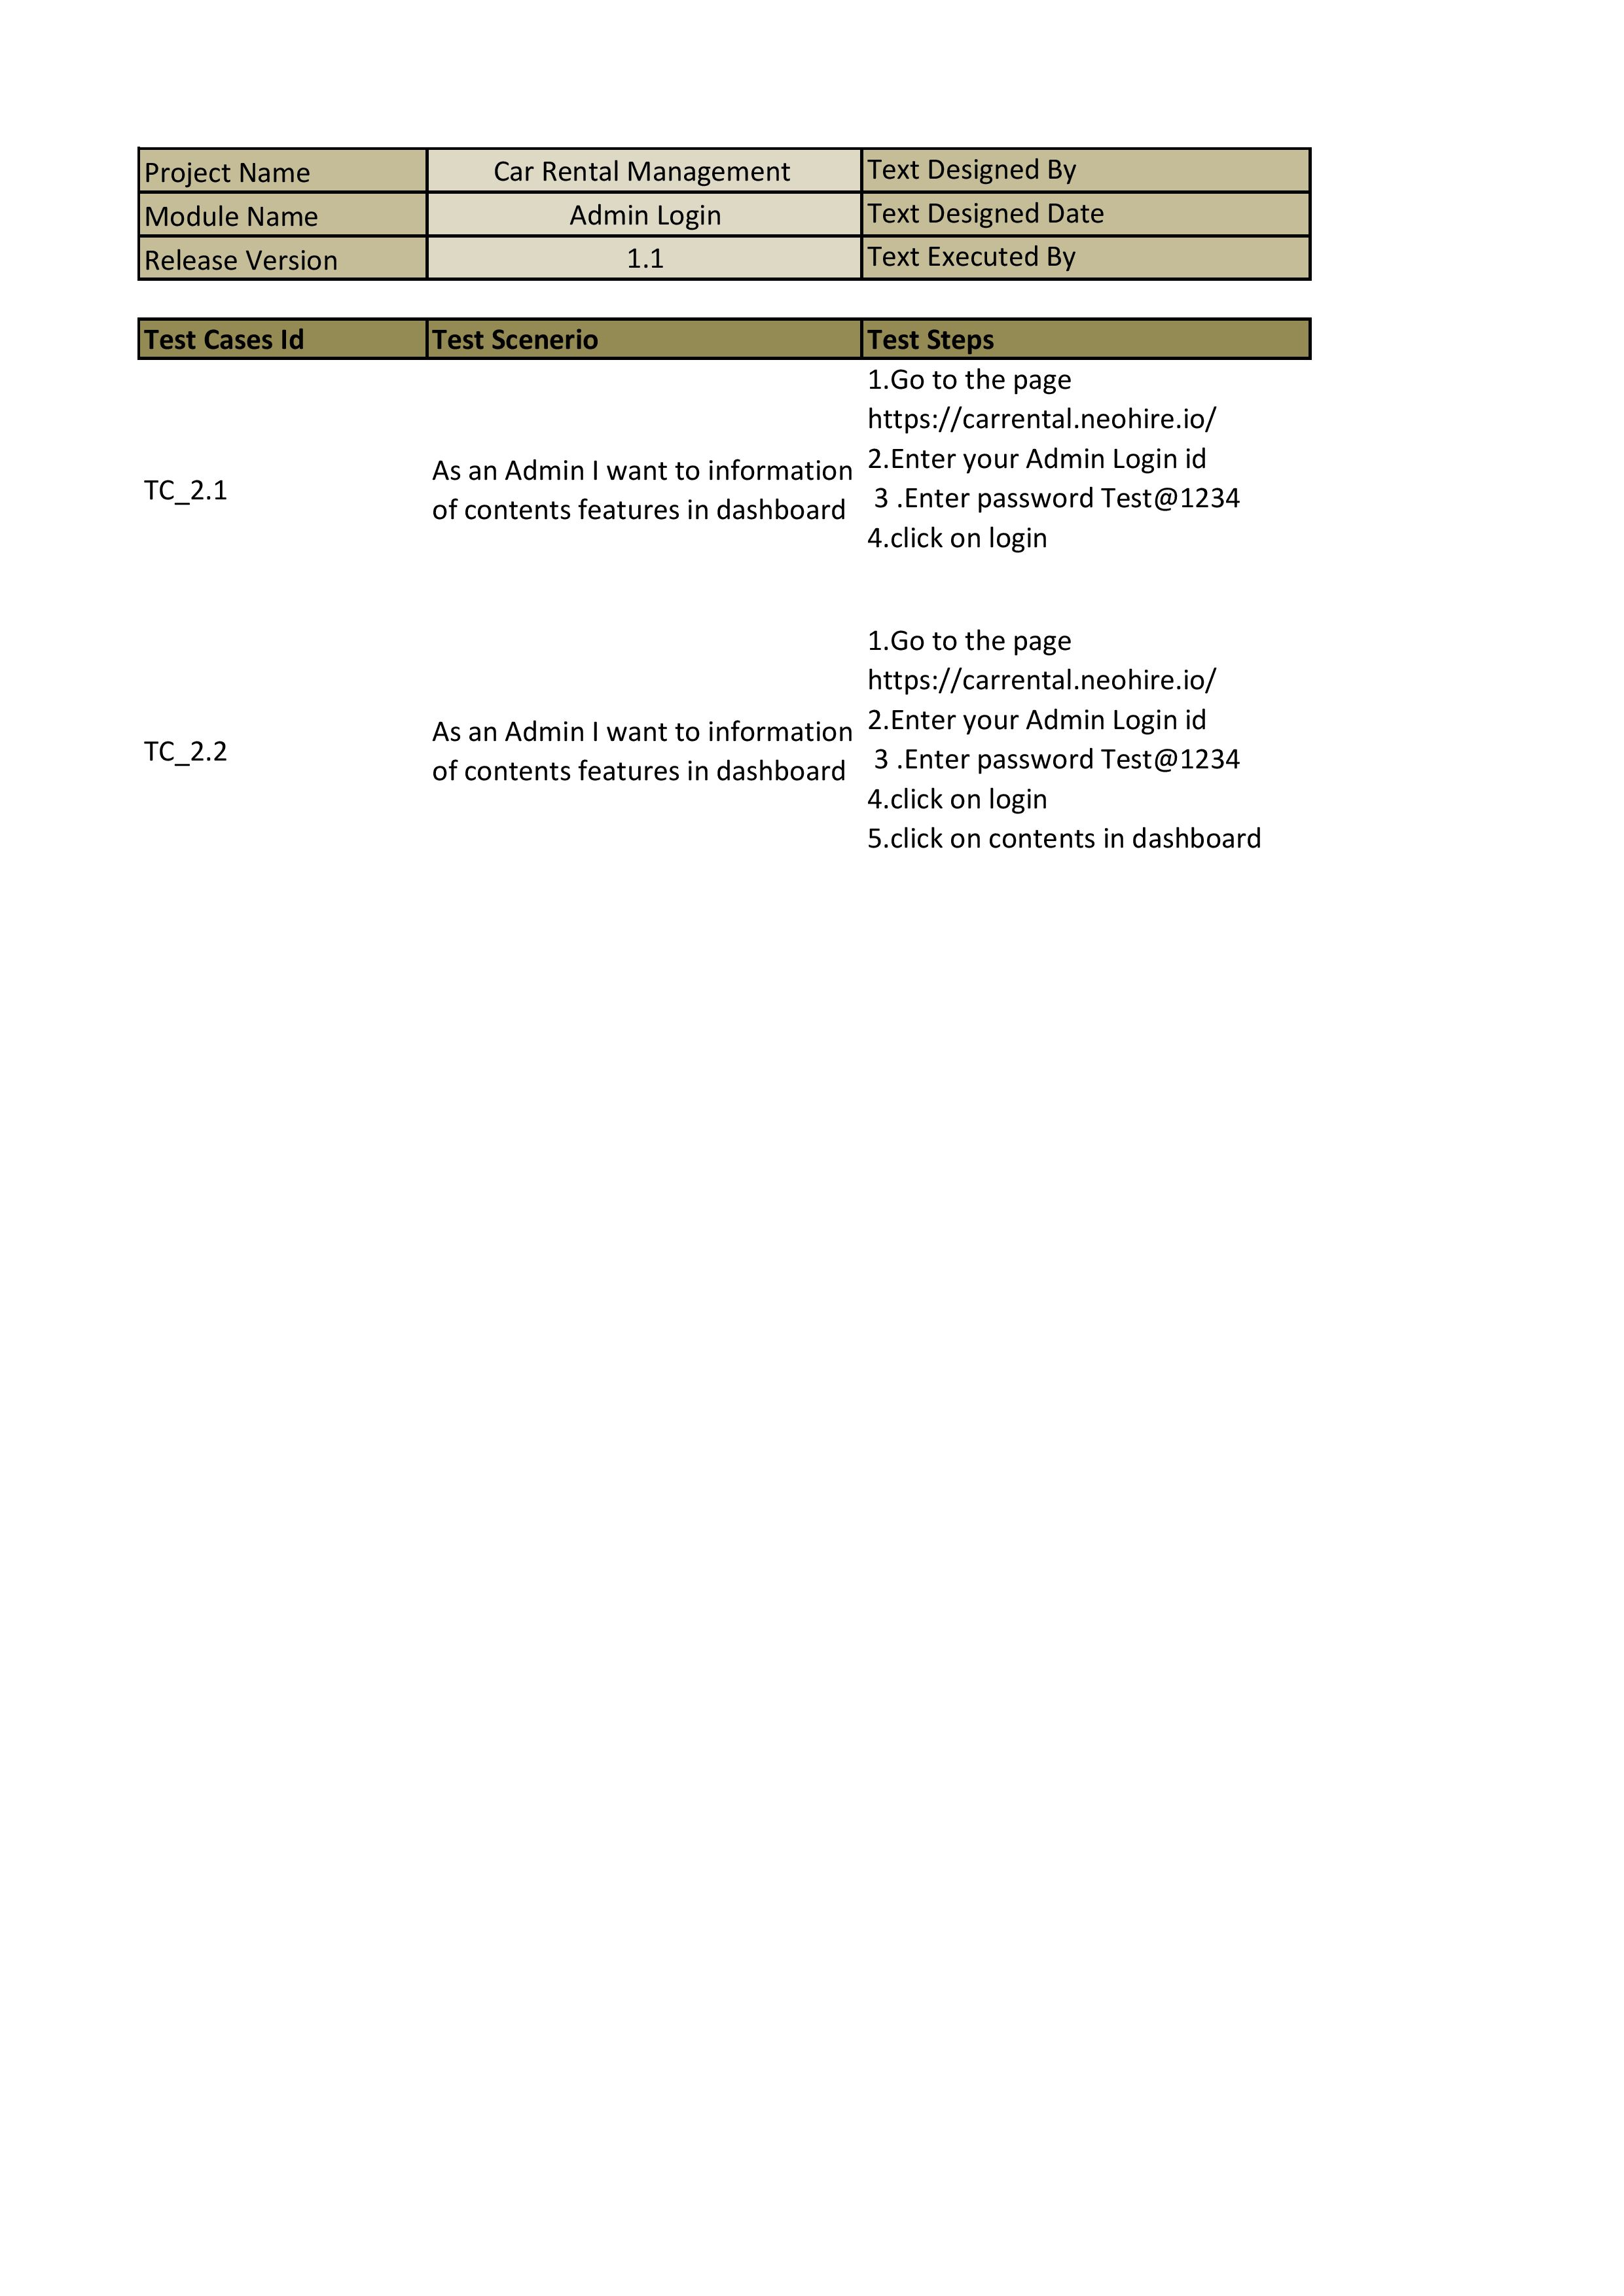 Project Name Car Rental Management Text Designed By
Module Name Admin Login Text Designed Date
Release Version 1.1 Text Executed By
Test Cases Id Test Scenerio Test Steps
TC_2.1
As an Admin I want to information
of contents features in dashboard
1.Go to the page
https://carrental.neohire.io/
2.Enter your Admin Login id
3 .Enter password Test@1234
4.click on login
TC_2.2
As an Admin I want to information
of contents features in dashboard
1.Go to the page
https://carrental.neohire.io/
2.Enter your Admin Login id
3 .Enter password Test@1234
4.click on login
5.click on contents in dashboard